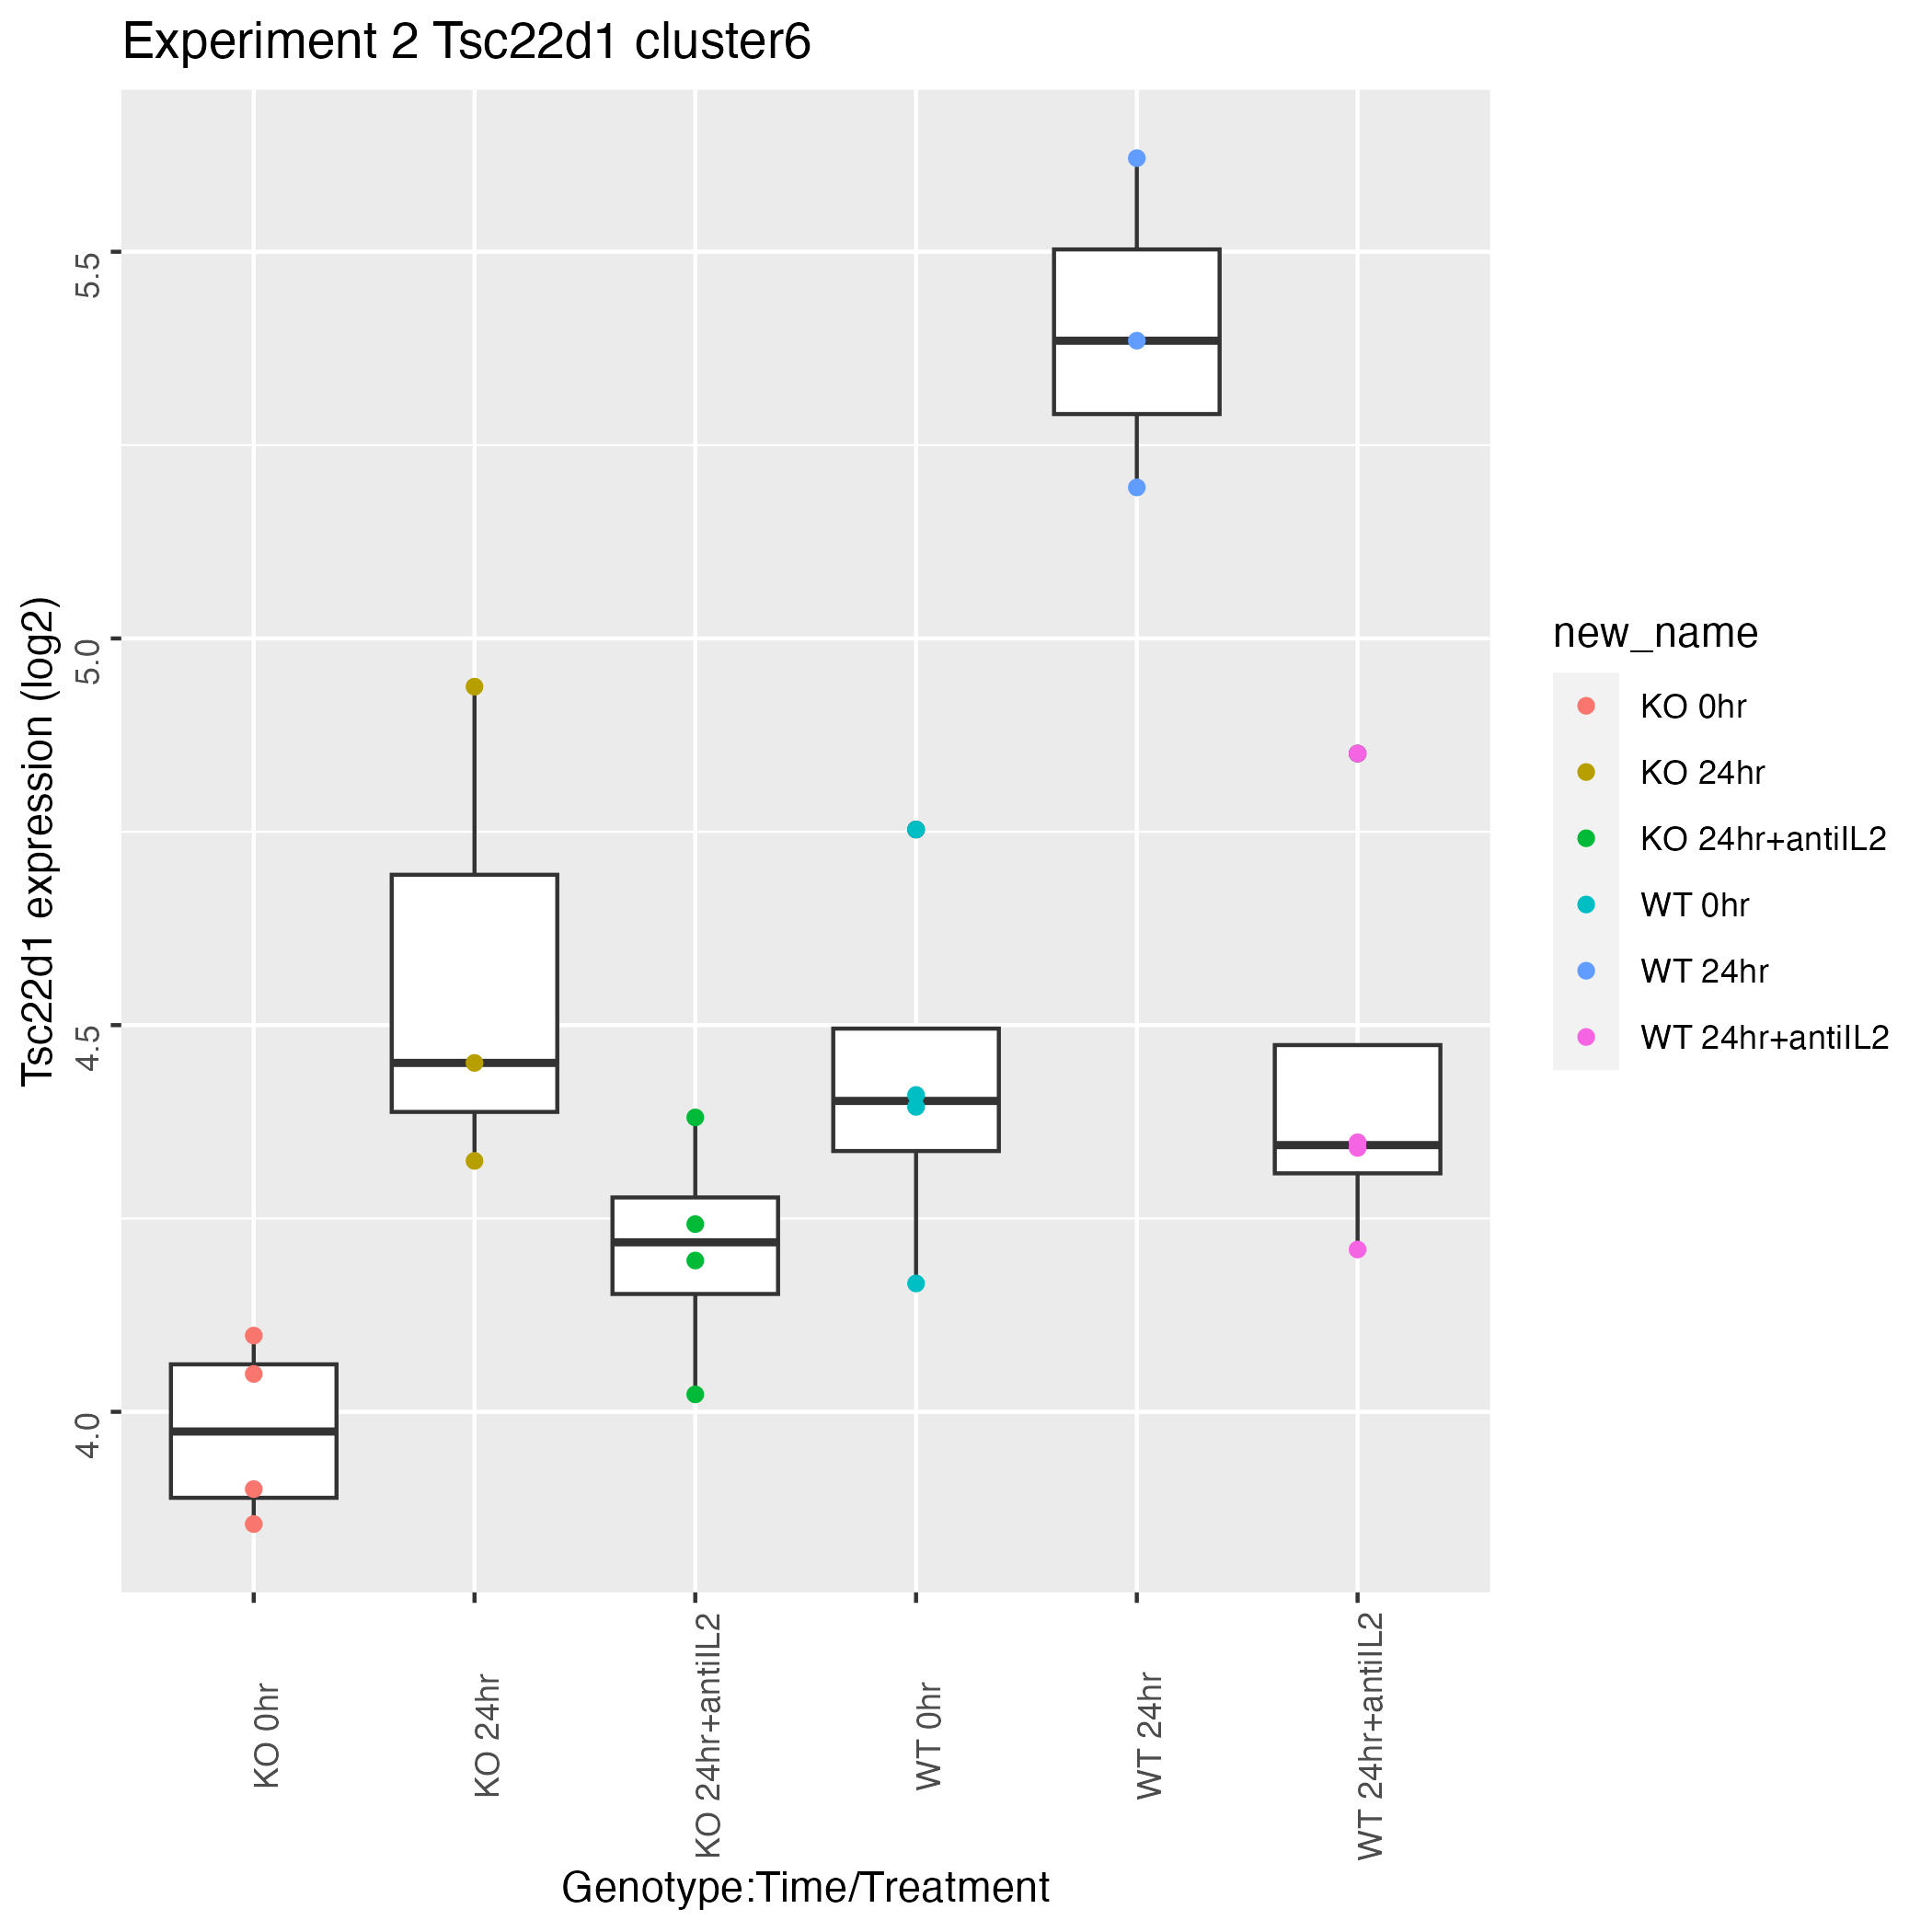 Experiment 2 Tsc22d1 cluster6
Tsc22d1 expression (log2)
5.5
5.0
4.5
4.0
KO 0hr
KO 24hr
KO 24hr+antiIL2
WT 0hr
WT 24hr
WT 24hr+antiIL2
Genotype:Time/Treatment
new_name
KO 0hr
KO 24hr
KO 24hr+antiIL2
WT 0hr
WT 24hr
WT 24hr+antiIL2